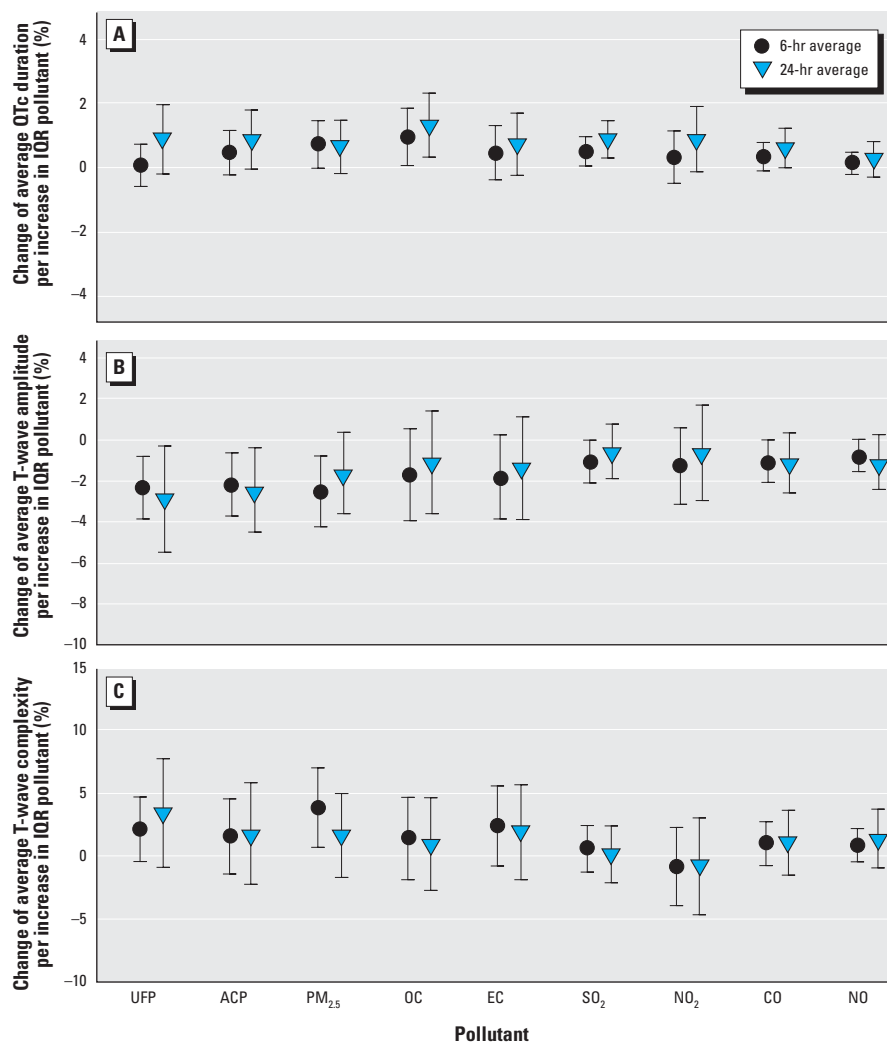 A
6-hr average
24-hr average
Change of average QTc duration
per increase in IQR pollutant (%)
4
2
0
–2
–4
B
Change of average T-wave amplitude
per increase in IQR pollutant (%)
4
2
0
–2
–4
–6
–8
–10
C
Change of average T-wave complexity
per increase in IQR pollutant (%)
15
10
5
0
–5
–10
UFP ACP PM2.5 OC EC SO2 NO2 CO NO
Pollutant